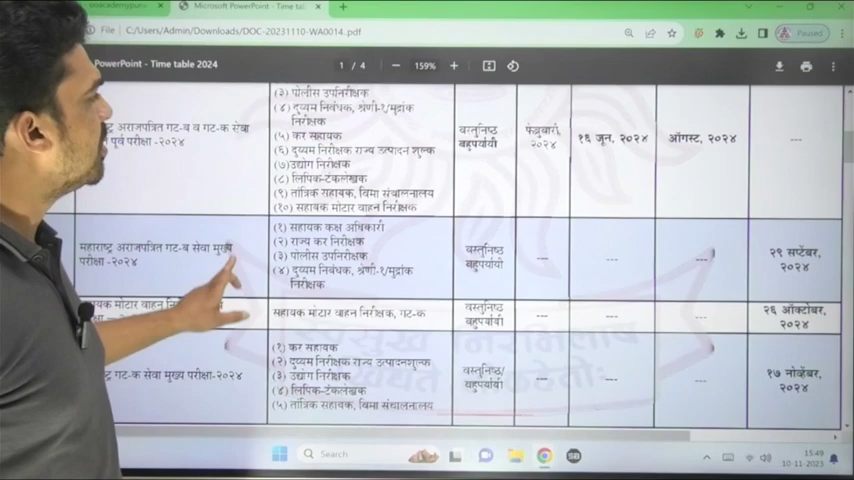 Microsoft PowerPoint - Time tabl
File C:/Users/Admin/Downloads/DOC-20231110-WA0014.pdf
Paused
PowerPoint - Time table 2024
1 / 4
159%
(३) पोलीस उपनिरीक्षक
(४) दुय्यम निबंधक, श्रेणी-१/मुद्रांक
निरीक्षक
(५) कर सहायक
(६) दुय्यम निरीक्षक राज्य उत्पादन शुल्क
(७) उद्योग निरीक्षक
(८) लिपिक-टंकलेखक
(९) तांत्रिक सहायक, विमा संचालनालय
(१०) सहायक मोटार वाहन निरीक्षक
अराजपत्रित गट-ब व गट-क सेवा
पूर्व परीक्षा -२०२४
वस्तुनिष्ठ
बहुपर्यायी
फेब्रुवारी,
२०२४
१६ जून, २०२४
ऑगस्ट, २०२४
---
महाराष्ट्र अराजपत्रित गट-ब सेवा मुख्य
परीक्षा -२०२४
(१) सहायक कक्ष अधिकारी
(२) राज्य कर निरीक्षक
(३) पोलीस उपनिरीक्षक
(४) दुय्यम निबंधक, श्रेणी-१/मुद्रांक
निरीक्षक
वस्तुनिष्ठ
बहुपर्यायी
---
---
---
२९ सप्टेंबर,
२०२४
मोटार वाहन
सहायक मोटार वाहन निरीक्षक, गट-क
वस्तुनिष्ठ
बहुपर्यायी
---
---
---
२६ ऑक्टोबर,
२०२४
गट-क सेवा मुख्य परीक्षा-२०२४
(१) कर सहायक
(२) दुय्यम निरीक्षक राज्य उत्पादनशुल्क
(३) उद्योग निरीक्षक
(४) लिपिक-टंकलेखक
(५) तांत्रिक सहायक, विमा संचालनालय
वस्तुनिष्ठ/
बहुपर्यायी
---
---
---
१७ नोव्हेंबर,
२०२४
Search
15:49
10-11-2023